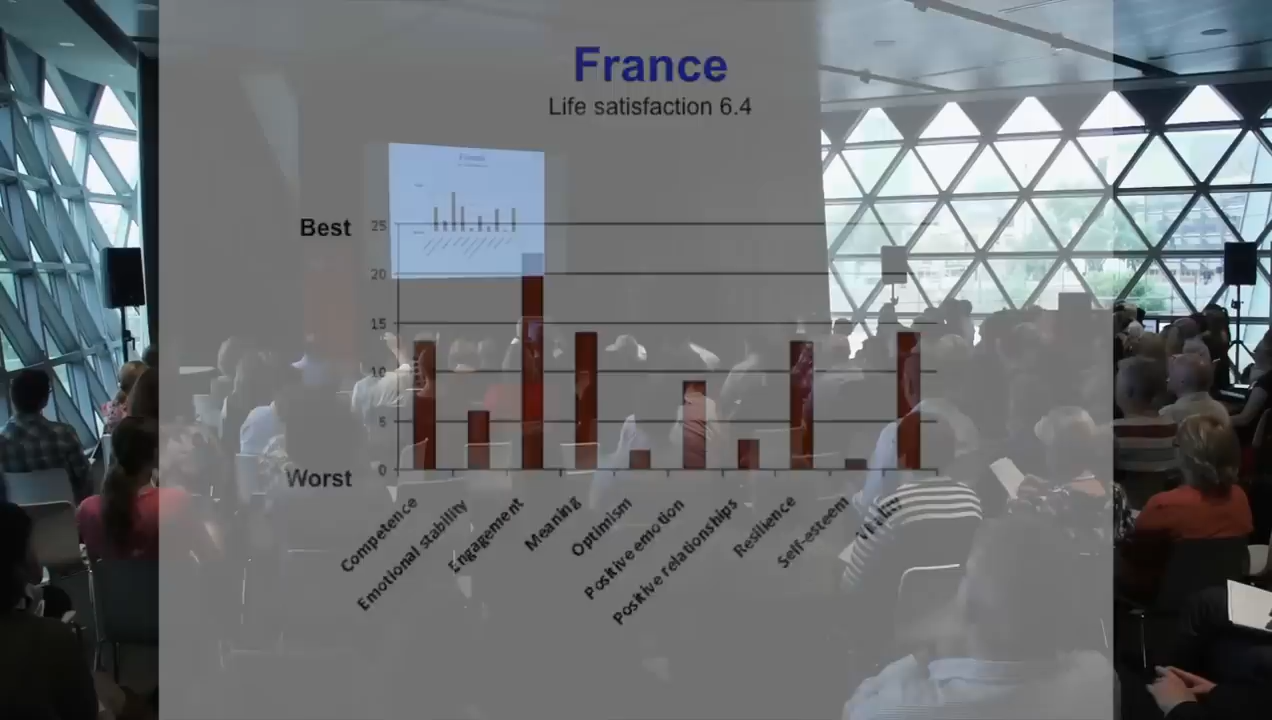 France
Life satisfaction 6.4
Best
25
20
15
10
5
0
Worst
Competence
Emotional stability
Engagement
Meaning
Optimism
Positive emotion
Positive relationships
Resilience
Self-esteem